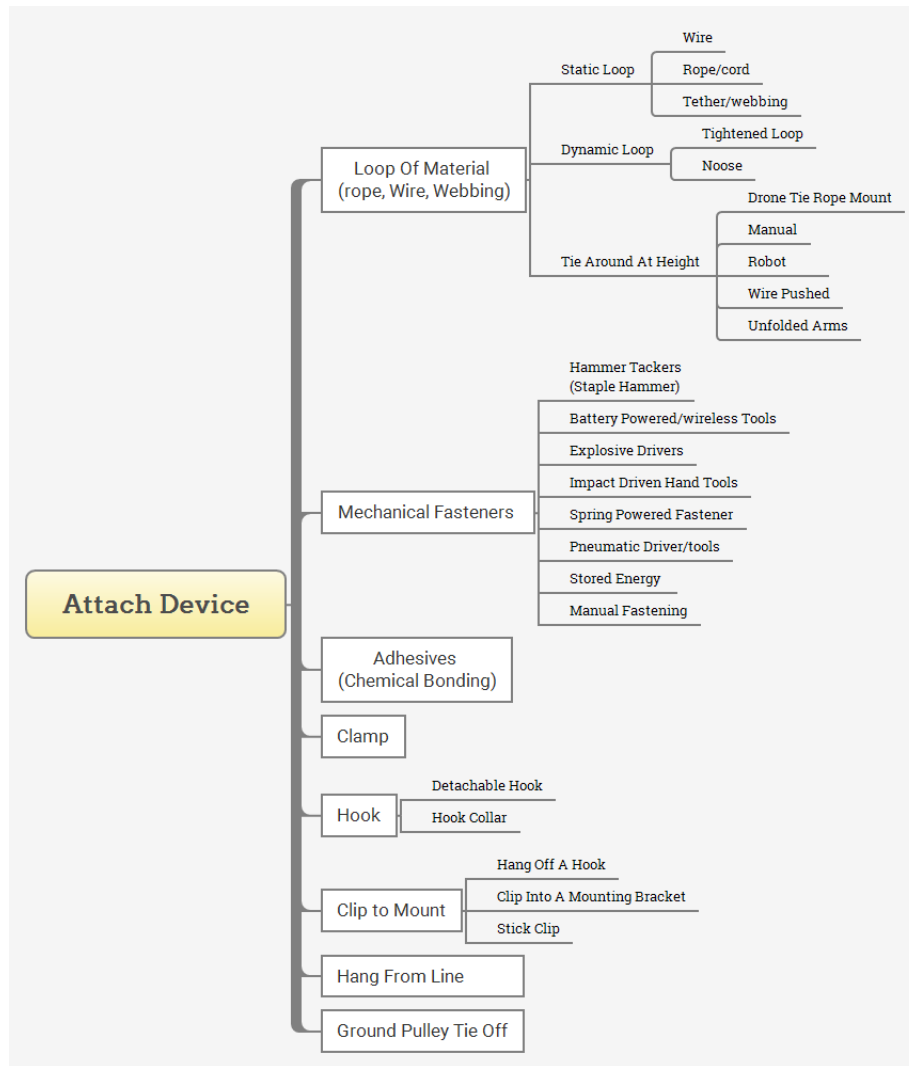 Attach Device
Loop Of Material
(rope, Wire, Webbing)
Static Loop
Wire
Rope/cord
Tether/webbing
Dynamic Loop
Tightened Loop
Noose
Tie Around At Height
Drone Tie Rope Mount
Manual
Robot
Wire Pushed
Unfolded Arms
Mechanical Fasteners
Hammer Tackers
(Staple Hammer)
Battery Powered/wireless Tools
Explosive Drivers
Impact Driven Hand Tools
Spring Powered Fastener
Pneumatic Driver/tools
Stored Energy
Manual Fastening
Adhesives
(Chemical Bonding)
Clamp
Hook
Detachable Hook
Hook Collar
Clip to Mount
Hang Off A Hook
Clip Into A Mounting Bracket
Stick Clip
Hang From Line
Ground Pulley Tie Off